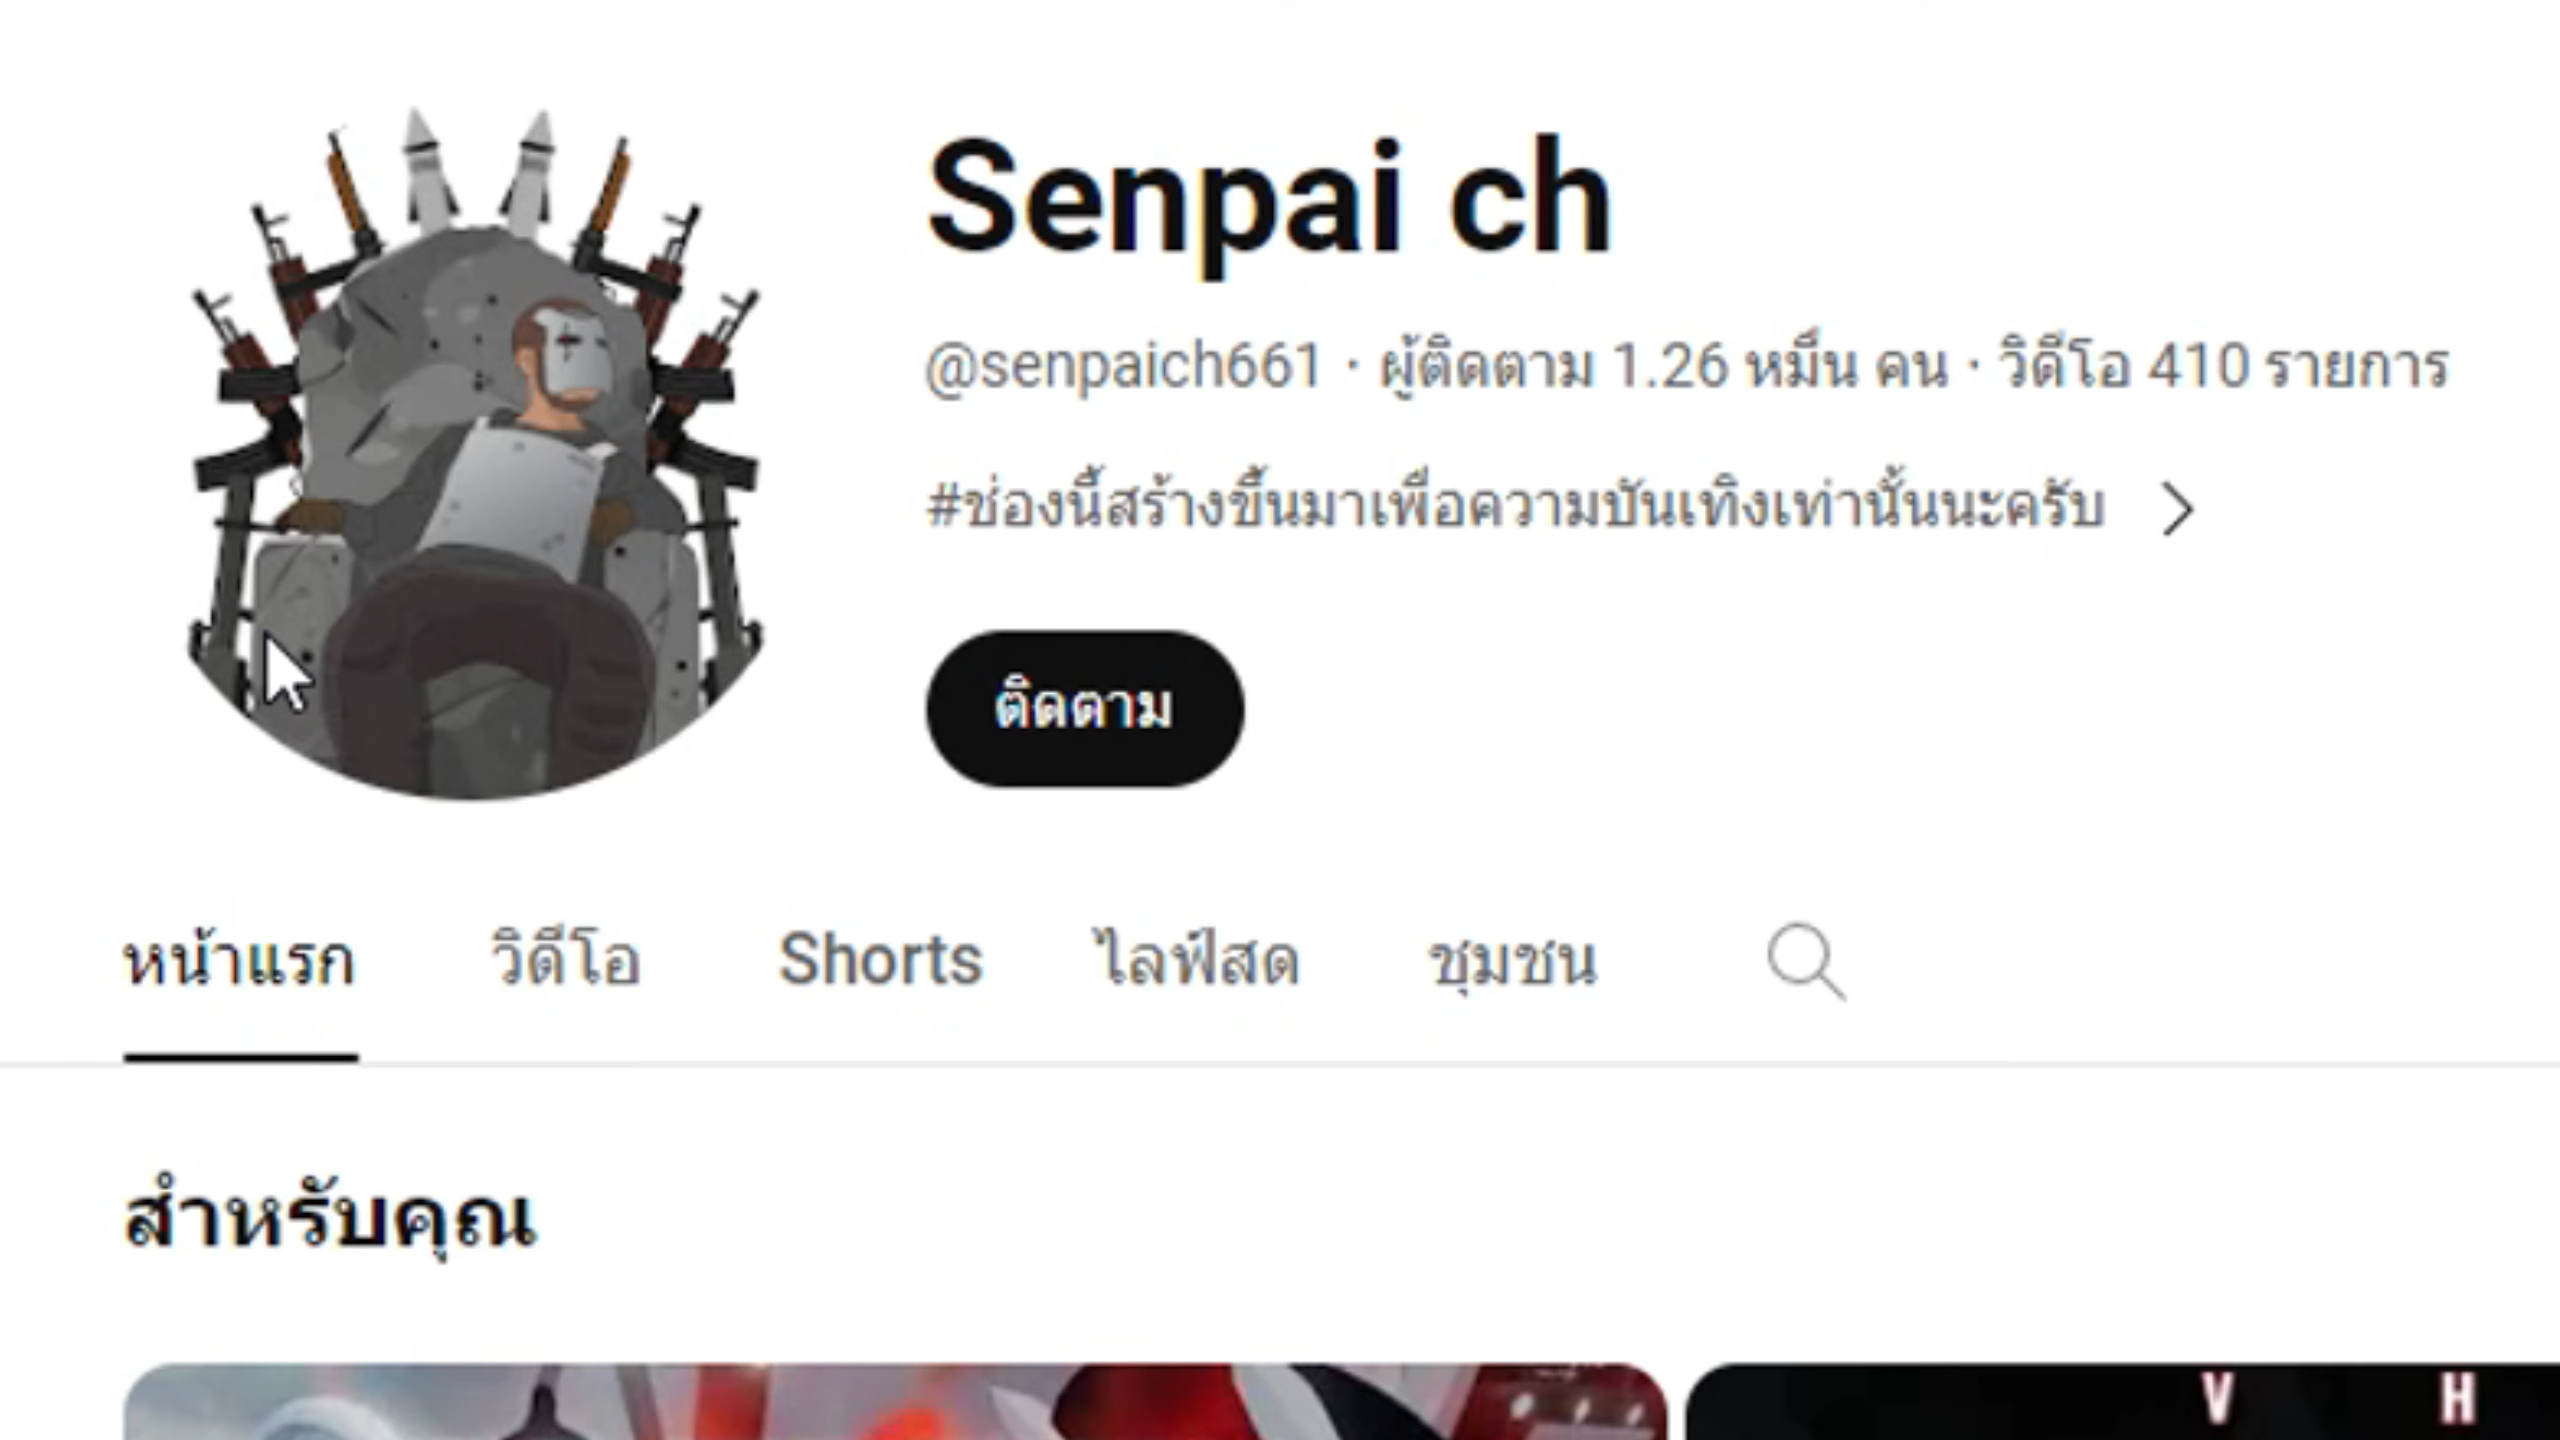 Senpai ch
@senpaich661 · ผู้ติดตาม 1.26 หมื่น คน · วิดีโอ 410 รายการ
#ช่องนี้สร้างขึ้นมาเพื่อความบันเทิงเท่านั้นนะครับ
ติดตาม
หน้าแรก วิดีโอ Shorts ไลฟ์สด ชุมชน
สำหรับคุณ
V H